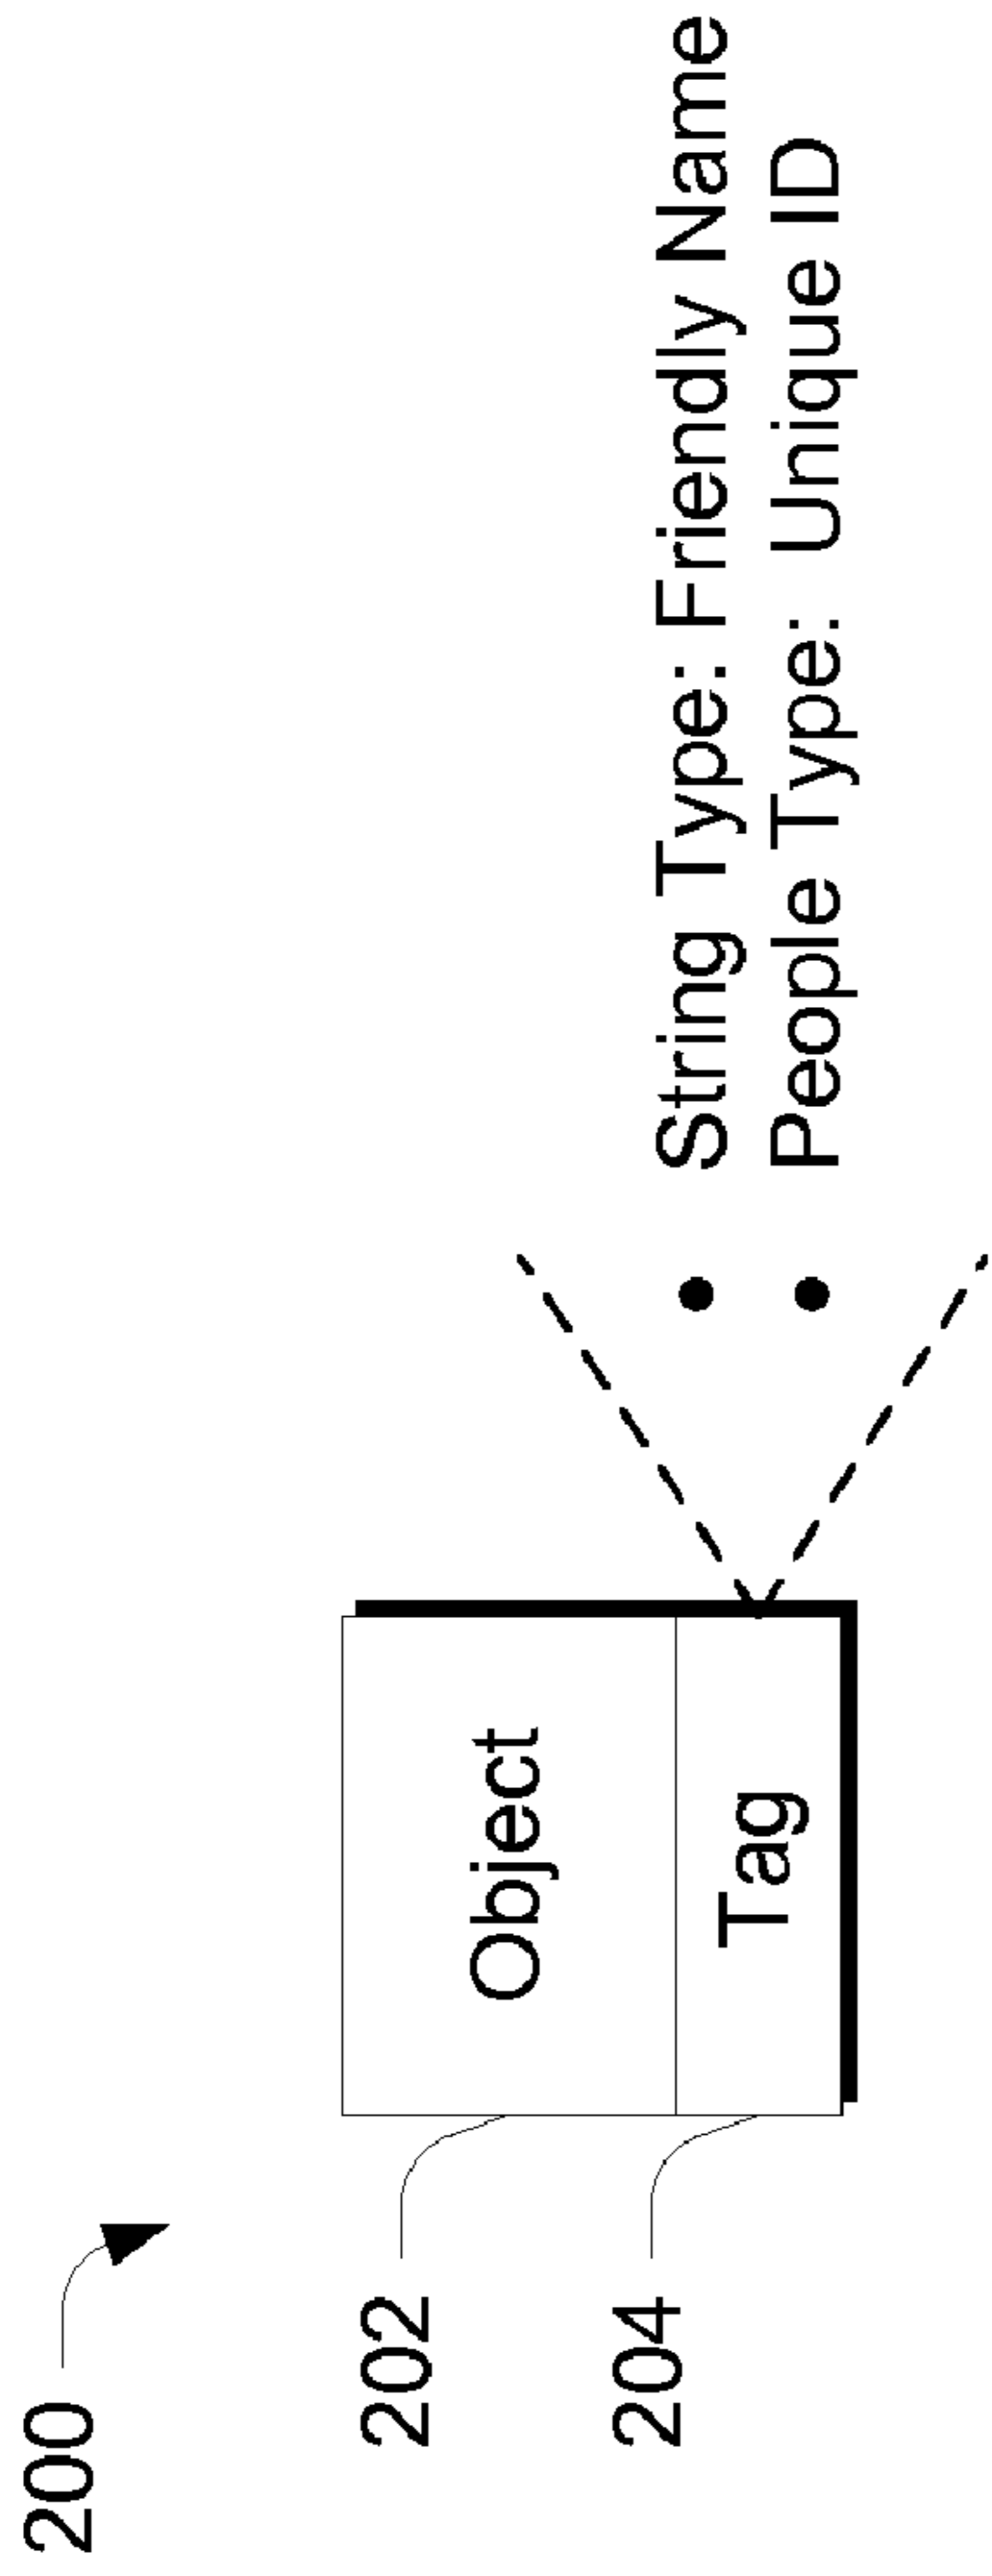 200
202
Object
204
Tag
• String Type: Friendly Name
• People Type: Unique ID